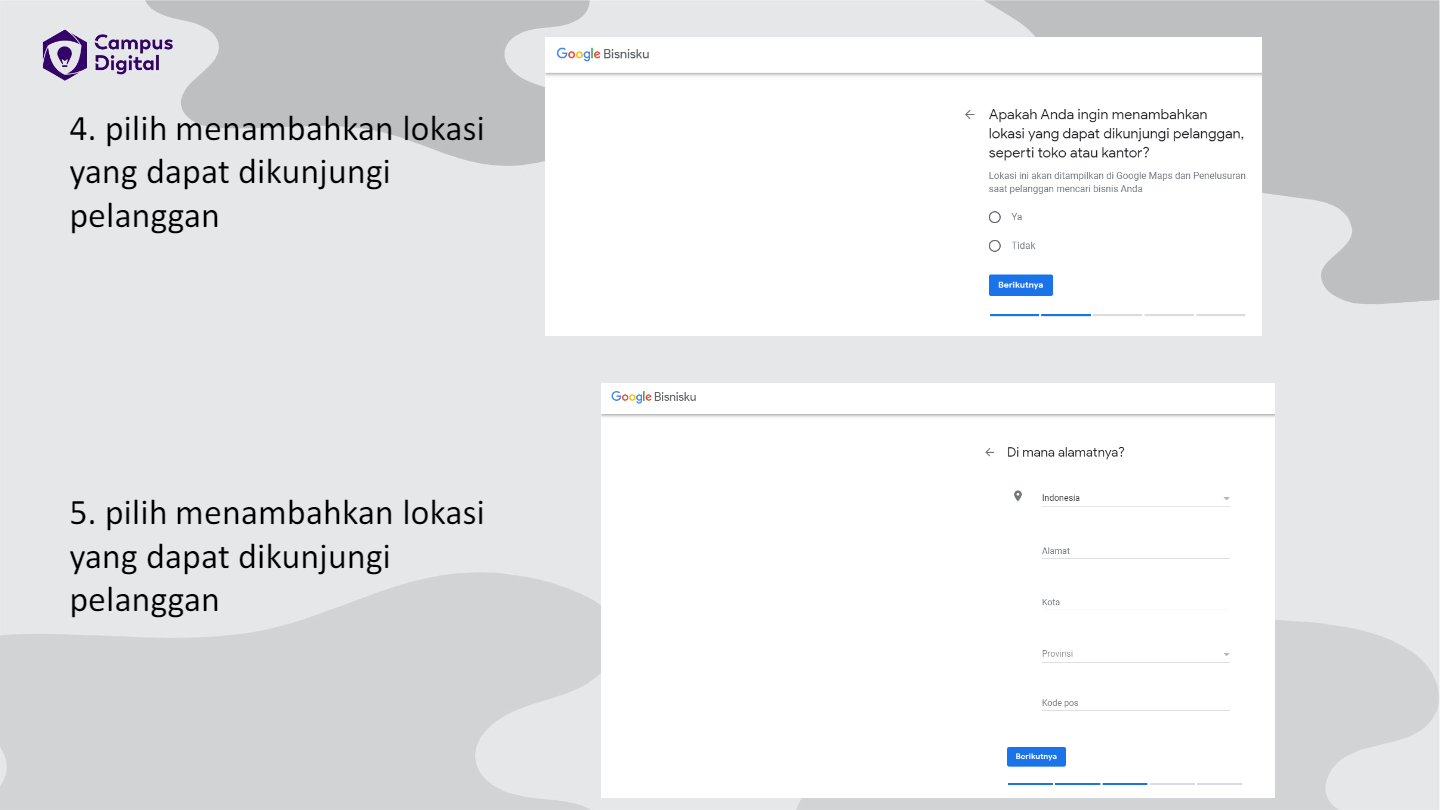 Campus
Digital
4. pilih menambahkan lokasi
yang dapat dikunjungi
pelanggan
Google Bisnisku
Apakah Anda ingin menambahkan
lokasi yang dapat dikunjungi pelanggan,
seperti toko atau kantor?
Lokasi ini akan ditampilkan di Google Maps dan Penelusuran
saat pelanggan mencari bisnis Anda
Ya
Tidak
Berikutnya
5. pilih menambahkan lokasi
yang dapat dikunjungi
pelanggan
Google Bisnisku
Di mana alamatnya?
Indonesia
Alamat
Kota
Provinsi
Kode pos
Berikutnya